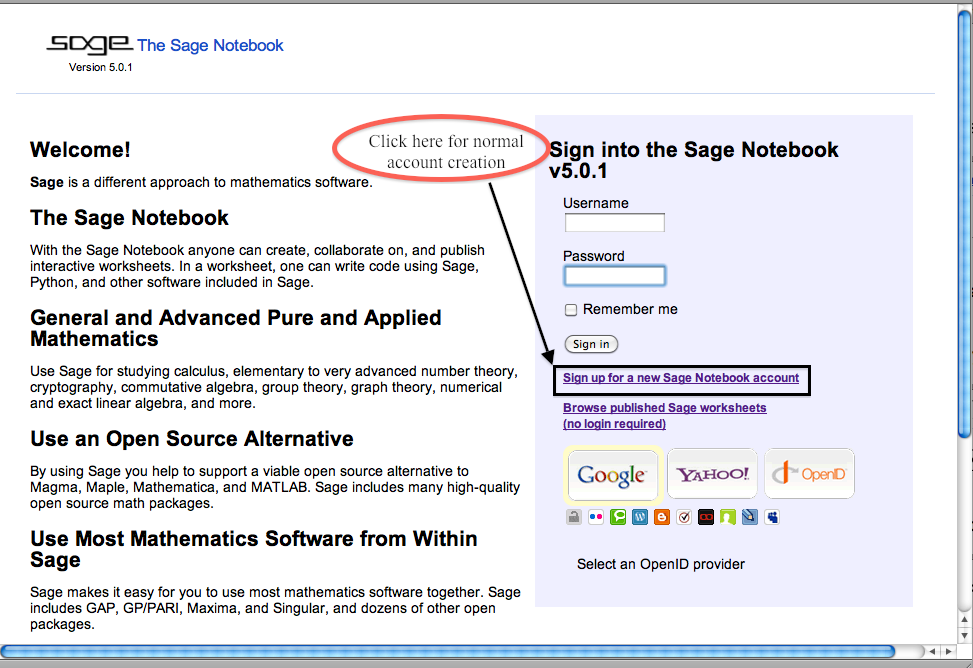 sage The Sage Notebook
Version 5.0.1
Welcome!
Sage is a different approach to mathematics software.
The Sage Notebook
With the Sage Notebook anyone can create, collaborate on, and publish
interactive worksheets. In a worksheet, one can write code using Sage,
Python, and other software included in Sage.
General and Advanced Pure and Applied
Mathematics
Use Sage for studying calculus, elementary to very advanced number theory,
cryptography, commutative algebra, group theory, graph theory, numerical
and exact linear algebra, and more.
Use an Open Source Alternative
By using Sage you help to support a viable open source alternative to
Magma, Maple, Mathematica, and MATLAB. Sage includes many high-quality
open source math packages.
Use Most Mathematics Software from Within
Sage
Sage makes it easy for you to use most mathematics software together. Sage
includes GAP, GP/PARI, Maxima, and Singular, and dozens of other open
packages.
Click here for normal
account creation
Sign into the Sage Notebook
v5.0.1
Username
Password
Remember me
Sign in
Sign up for a new Sage Notebook account
Browse published Sage worksheets
(no login required)
Google YAHOO! OpenID
Select an OpenID provider